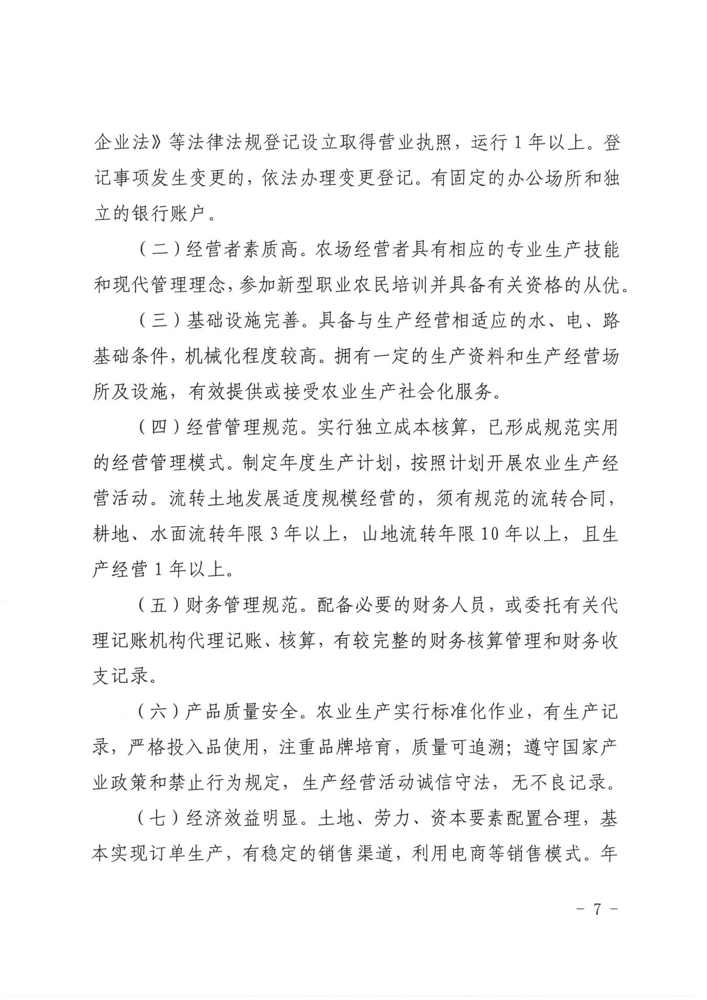 企业法》等法律法规登记设立取得营业执照，运行 1 年以上。登
记事项发生变更的，依法办理变更登记。有固定的办公场所和独
立的银行账户。
（二）经营者素质高。农场经营者具有相应的专业生产技能
和现代管理理念，参加新型职业农民培训并具备有关资格的从优。
（三）基础设施完善。具备与生产经营相适应的水、电、路
基础条件，机械化程度较高。拥有一定的生产资料和生产经营场
所及设施，有效提供或接受农业生产社会化服务。
（四）经营管理规范。实行独立成本核算，已形成规范实用
的经营管理模式。制定年度生产计划，按照计划开展农业生产经
营活动。流转土地发展适度规模经营的，须有规范的流转合同，
耕地、水面流转年限 3 年以上，山地流转年限 10 年以上，且生
产经营 1 年以上。
（五）财务管理规范。配备必要的财务人员，或委托有关代
理记账机构代理记账、核算，有较完整的财务核算管理和财务收
支记录。
（六）产品质量安全。农业生产实行标准化作业，有生产记
录，严格投入品使用，注重品牌培育，质量可追溯；遵守国家产
业政策和禁止行为规定，生产经营活动诚信守法，无不良记录。
（七）经济效益明显。土地、劳力、资本要素配置合理，基
本实现订单生产，有稳定的销售渠道，利用电商等销售模式。年
－ 7 －